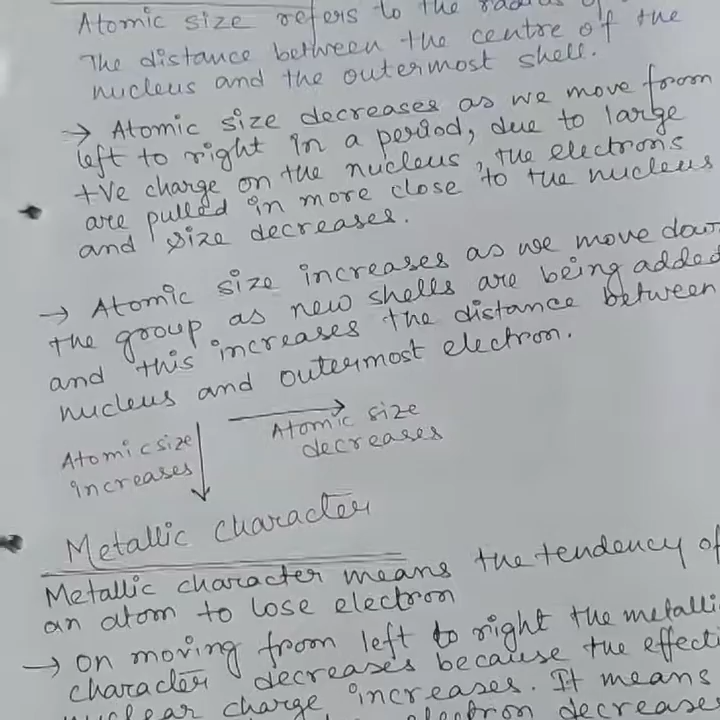 Atomic size refers to the radius of
The distance between the centre of the
nucleus and the outermost shell.
→ Atomic size decreases as we move from
left to right in a period, due to large
+ve charge on the nucleus, the electrons
are pulled in more close to the nucleus
and size decreases.
→ Atomic size increases as we move down
the group as new shells are being added
and this increases the distance between
nucleus and outermost electron.
Atomic size
decreases
Atomic size
increases
Metallic Character
Metallic character means the tendency of
an atom to lose electron
→ On moving from left to right the metalli
character decreases because the effecti
nuclear charge increases. It means
electron decreases